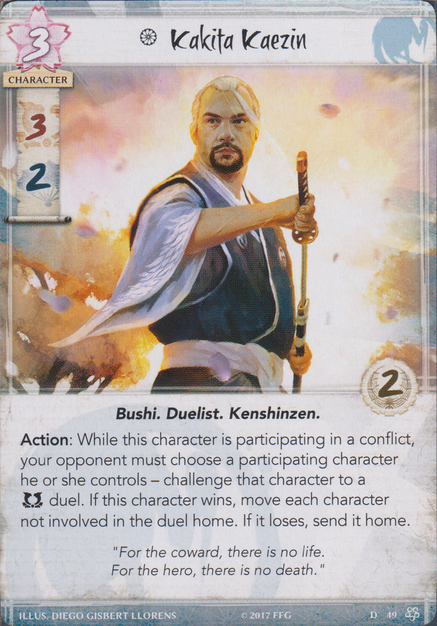 3
Kakita Kaezin
CHARACTER
3
2
2
Bushi. Duelist. Kenshinzen.
Action: While this character is participating in a conflict,
your opponent must choose a participating character
he or she controls – challenge that character to a
duel. If this character wins, move each character
not involved in the duel home. If it loses, send it home.
"For the coward, there is no life.
For the hero, there is no death."
ILLUS. DIEGO GISBERT LLORENS © 2017 FFG D 49